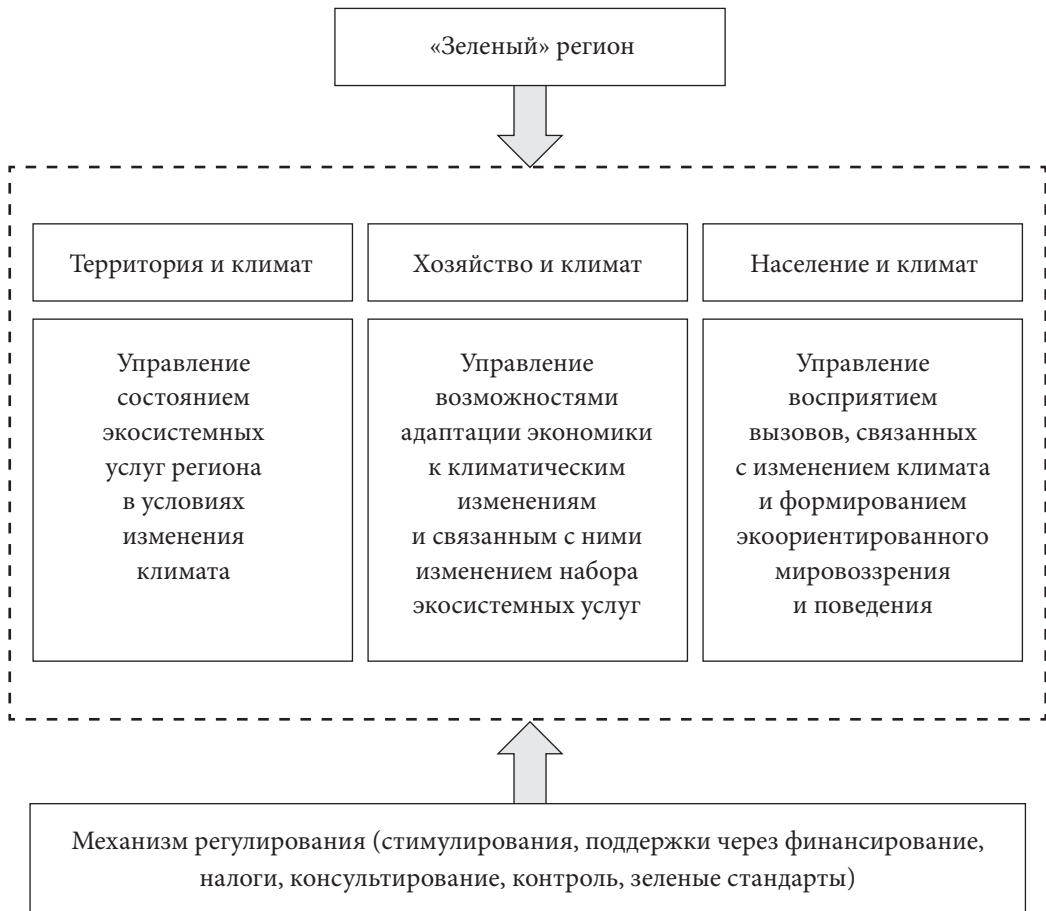 «Зеленый» регион
Территория и климат
Хозяйство и климат
Население и климат
Управление
состоянием
экосистемных
услуг региона
в условиях
изменения
климата
Управление
возможностями
адаптации экономики
к климатическим
изменениям
и связанным с ними
изменением набора
экосистемных услуг
Управление
восприятием
вызовов, связанных
с изменением климата
и формированием
экоориентированного
мировоззрения
и поведения
Механизм регулирования (стимулирования, поддержки через финансирование,
налоги, консультирование, контроль, зеленые стандарты)